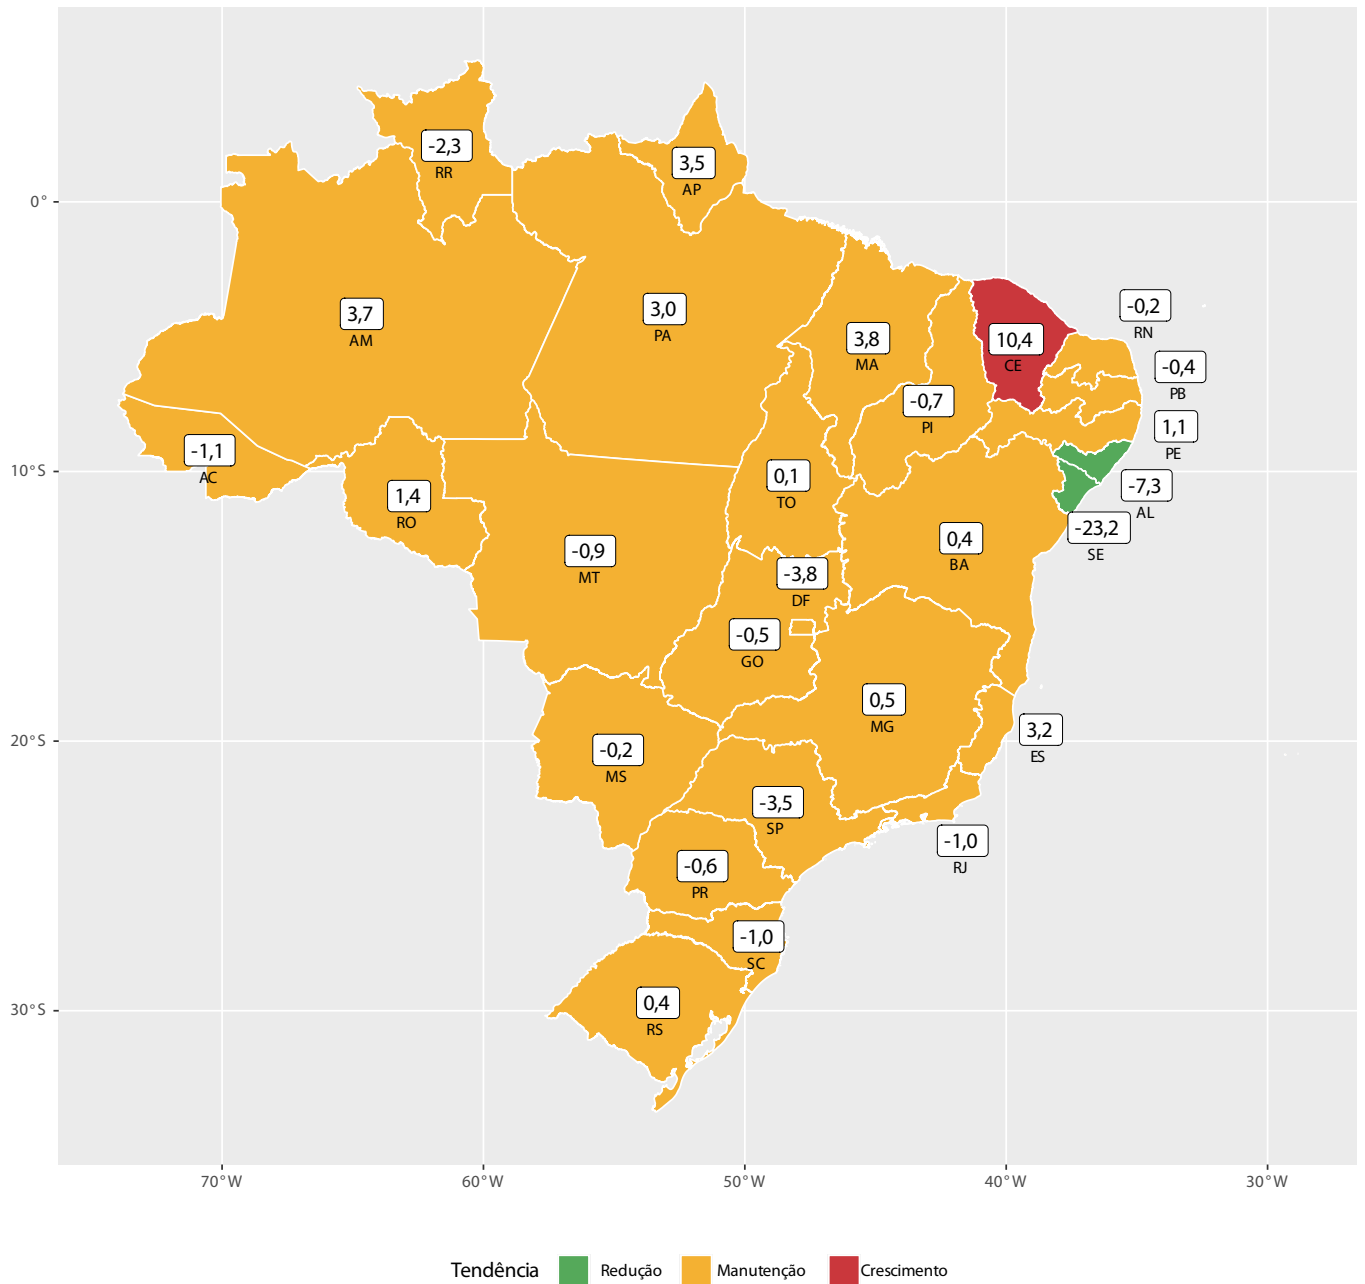 -2,3
RR
3,5
AP
0°
3,7
AM
3,0
PA
3,8
MA
10,4
CE
-0,2
RN
-0,4
PB
-0,7
PI
1,1
PE
-1,1
AC
10°S
1,4
RO
0,1
TO
-7,3
AL
-23,2
SE
-0,9
MT
0,4
BA
-3,8
DF
-0,5
GO
0,5
MG
3,2
ES
20°S
-0,2
MS
-3,5
SP
-1,0
RJ
-0,6
PR
-1,0
SC
0,4
RS
30°S
70°W 60°W 50°W 40°W 30°W
Tendência Redução Manutenção Crescimento